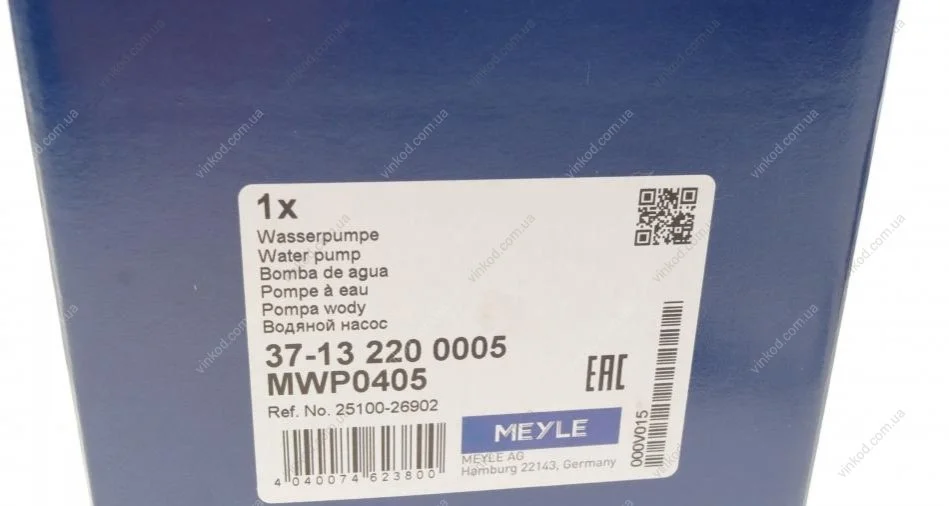 1x
Wasserpumpe
Water pump
Bomba de agua
Pompe à eau
Pompa wody
Водяной насос
37-13 220 0005
MWP0405
Ref. No. 25100-26902
4 040074 623800
EAC
MEYLE
MEYLE AG
Hamburg 22143, Germany
000V015
vinkod.com.ua